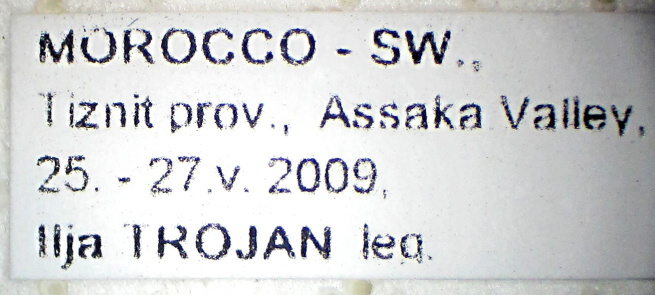 MOROCCO - SW.,
Tiznit prov., Assaka Valley,
25. - 27.v. 2009,
Ilja TROJAN leg.